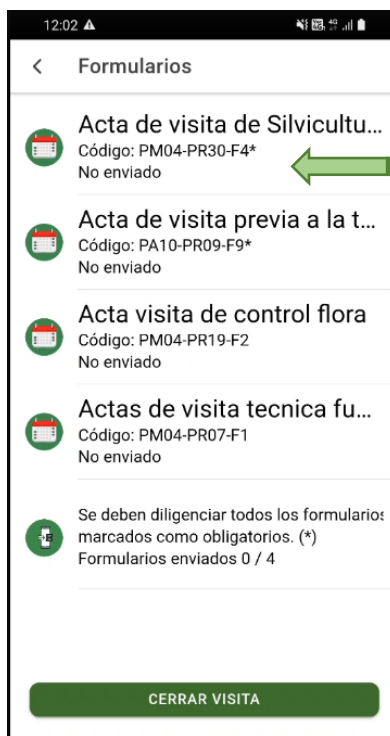 12:02
4G
Formularios
Acta de visita de Silvicultu...
Código: PM04-PR30-F4*
No enviado
Acta de visita previa a la t...
Código: PA10-PR09-F9*
No enviado
Acta visita de control flora
Código: PM04-PR19-F2
No enviado
Actas de visita tecnica fu...
Código: PM04-PR07-F1
No enviado
Se deben diligenciar todos los formularios
marcados como obligatorios. (*)
Formularios enviados 0 / 4
CERRAR VISITA